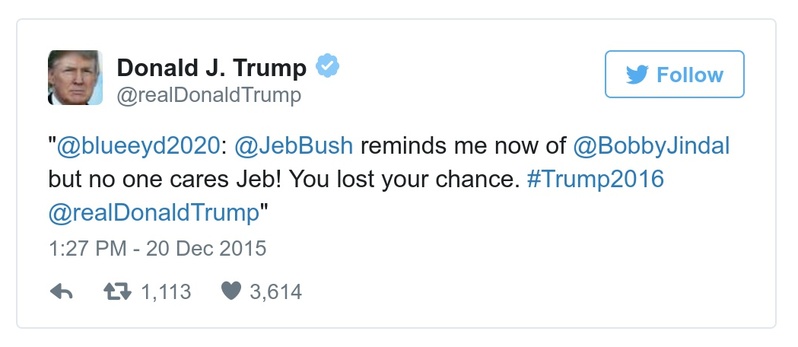 Donald J. Trump
@realDonaldTrump
Follow
"@blueeyd2020: @JebBush reminds me now of @BobbyJindal
but no one cares Jeb! You lost your chance. #Trump2016
@realDonaldTrump"
1:27 PM - 20 Dec 2015
1,113 3,614